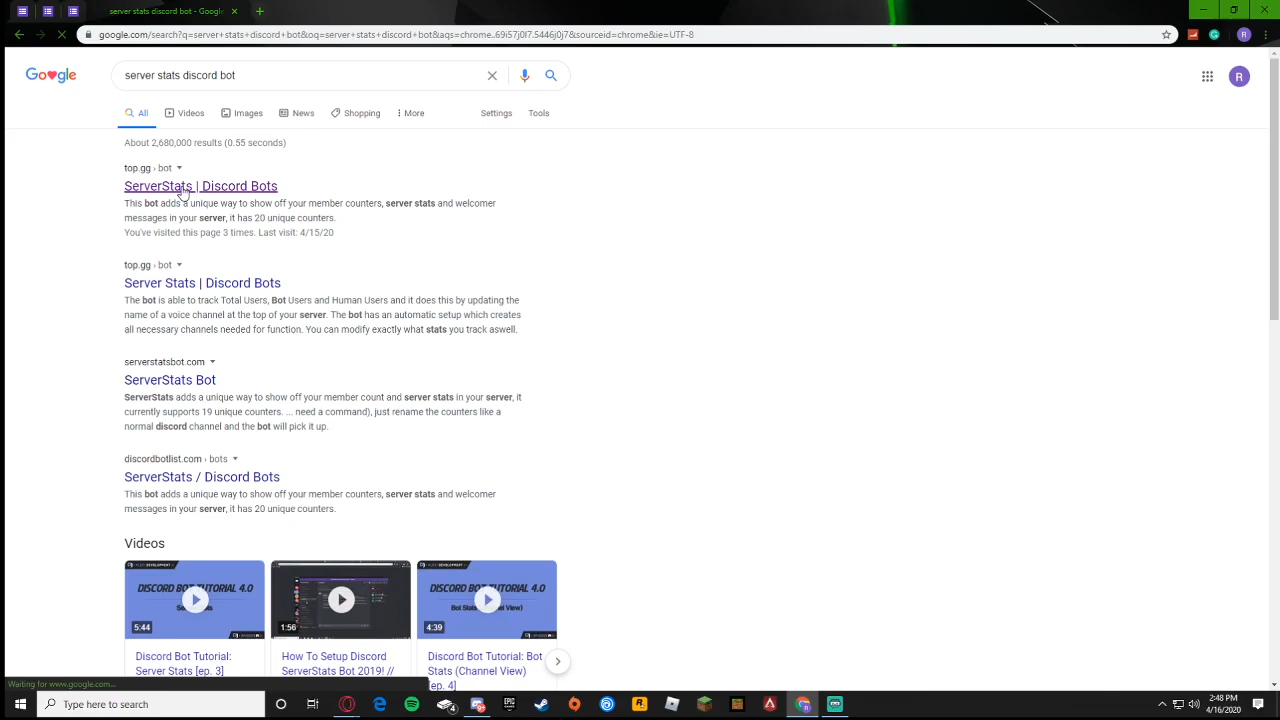 server stats discord bot - Google
google.com/search?q=server+stats+discord+bot&oq=server+stats+discord+bot&aqs=chrome..69i57j0l7.5446j0j7&sourceid=chrome&ie=UTF-8
R
Google
server stats discord bot
R
All
Videos
Images
News
Shopping
More
Settings
Tools
About 2,680,000 results (0.55 seconds)
top.gg › bot
ServerStats | Discord Bots
This bot adds a unique way to show off your member counters, server stats and welcomer
messages in your server, it has 20 unique counters.
You've visited this page 3 times. Last visit: 4/15/20
top.gg › bot
Server Stats | Discord Bots
The bot is able to track Total Users, Bot Users and Human Users and it does this by updating the
name of a voice channel at the top of your server. The bot has an automatic setup which creates
all necessary channels needed for function. You can modify exactly what stats you track aswell.
serverstatsbot.com
ServerStats Bot
ServerStats adds a unique way to show off your member count and server stats in your server, it
currently supports 19 unique counters. ... need a command), just rename the counters like a
normal discord channel and the bot will pick it up.
discordbotlist.com › bots
ServerStats / Discord Bots
This bot adds a unique way to show off your member counters, server stats and welcomer
messages in your server, it has 20 unique counters.
Videos
DISCORD BOT TUTORIAL 4.0
5:44
1:56
DISCORD BOT TUTORIAL 4.0
Bot Stats (Channel View)
4:39
Discord Bot Tutorial:
Server Stats [ep. 3]
How To Setup Discord
ServerStats Bot 2019! //
Discord Bot Tutorial: Bot
Stats (Channel View)
[ep. 4]
Waiting for www.google.com...
Type here to search
4
EPIC
2:48 PM
4/16/2020